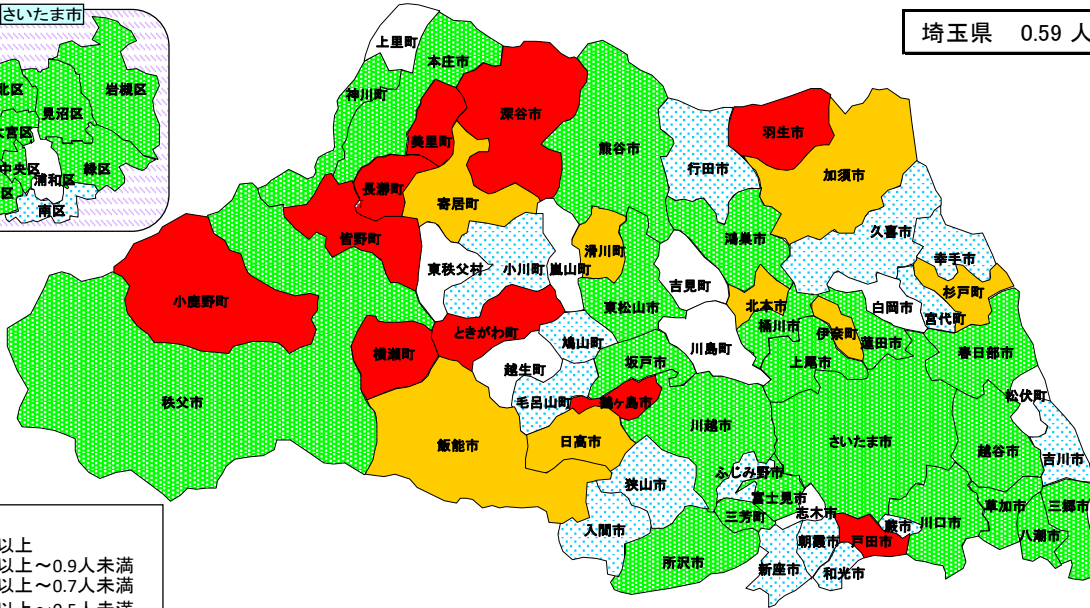 さいたま市
埼玉県 0.59 人
上里町
本庄市
岩槻区
北区
見沼区
神川町
大宮区
深谷市
羽生市
美里町
熊谷市
行田市
中央区
緑区
浦和区
加須市
区
長瀞町
寄居町
南区
久喜市
皆野町
鴻巣市
滑川町
幸手市
東秩父村
小川町
嵐山町
吉見町
杉戸町
小鹿野町
東松山市
北本市
白岡市
宮代町
桶川市
伊奈町
ときがわ町
鳩山町
川島町
蓮田市
横瀬町
坂戸市
上尾市
春日部市
越生町
松伏町
秩父市
毛呂山町
鶴ヶ島市
川越市
飯能市
日高市
さいたま市
越谷市
吉川市
ふじみ野市
狭山市
富士見市
三芳町
志木市
草加市
三郷市
入間市
蕨市
川口市
朝霞市
戸田市
八潮市
所沢市
新座市
和光市
以上
以上～0.9人未満
以上～0.7人未満
以上～0.5人未満